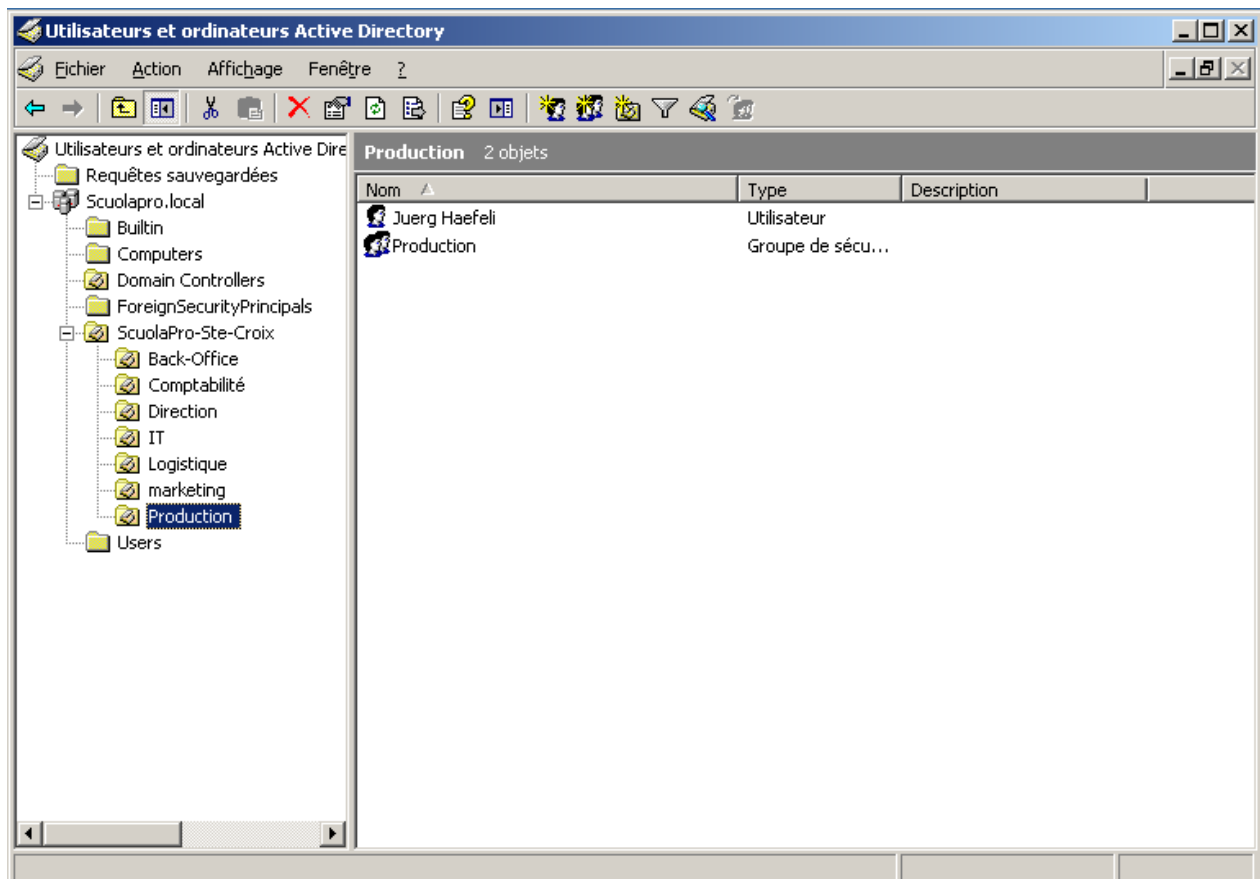 Utilisateurs et ordinateurs Active Directory
Fichier Action Affichage Fenêtre ?
Utilisateurs et ordinateurs Active Dire
Requêtes sauvegardées
Scuolapro.local
Builtin
Computers
Domain Controllers
ForeignSecurityPrincipals
ScuolaPro-Ste-Croix
Back-Office
Comptabilité
Direction
IT
Logistique
marketing
Production
Users
Production 2 objets
Nom Type Description
Juerg Haefeli Utilisateur
Production Groupe de sécu...